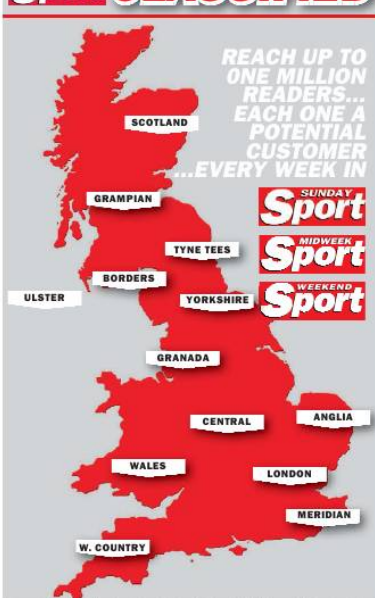 CLASSIFIED
REACH UP TO
ONE MILLION
READERS...
EACH ONE A
POTENTIAL
CUSTOMER
...EVERY WEEK IN
SUNDAY
Sport
MIDWEEK
Sport
WEEKEND
Sport
SCOTLAND
GRAMPIAN
TYNE TEES
BORDERS
ULSTER
YORKSHIRE
GRANADA
CENTRAL
ANGLIA
WALES
LONDON
MERIDIAN
W. COUNTRY